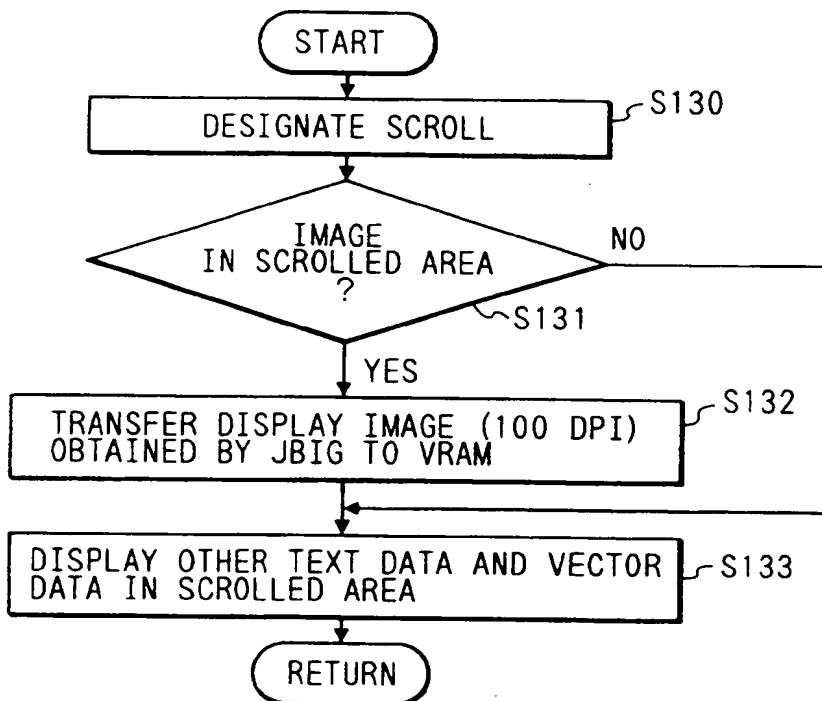 START
S130
DESIGNATE SCROLL
IMAGE
IN SCROLLED AREA
?
NO
S131
YES
S132
TRANSFER DISPLAY IMAGE (100 DPI)
OBTAINED BY JBIG TO VRAM
DISPLAY OTHER TEXT DATA AND VECTOR
DATA IN SCROLLED AREA
S133
RETURN